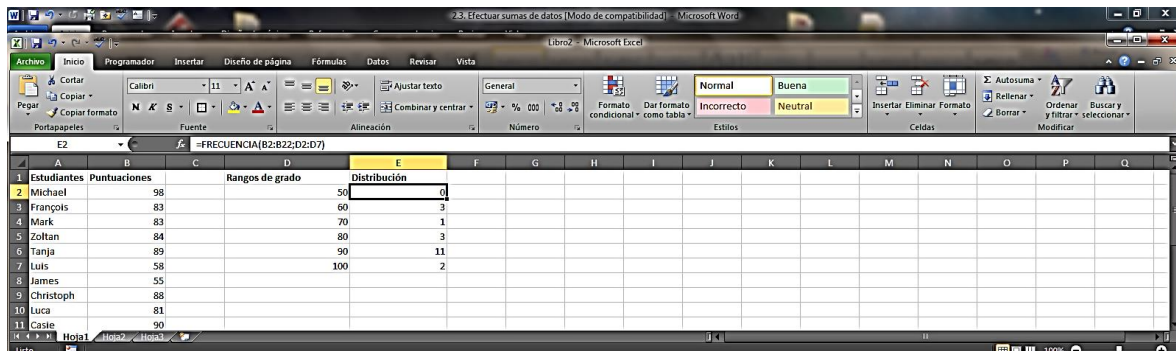 2.3. Efectuar sumas de datos [Modo de compatibilidad] - Microsoft Word
Libro2 - Microsoft Excel
Archivo Inicio Programador Insertar Diseño de página Fórmulas Datos Revisar Vista
Pegar
Cortar
Copiar
Copiar formato
Portapapeles
Calibri 11
N K S
Fuente
Ajustar texto
Combinar y centrar
Alineación
General
% 000
Número
Formato condicional
Dar formato como tabla
Normal Buena
Incorrecto Neutral
Estilos
Insertar Eliminar Formato
Celdas
Σ Autosuma
Rellenar
Borrar
Ordenar y filtrar
Buscar y seleccionar
Modificar
E2 fx =FRECUENCIA(B2:B22;D2:D7)
A B C D E F G H I J K L M N O P Q
1 Estudiantes Puntuaciones Rangos de grado Distribución
2 Michael 98 50 0
3 François 83 60 3
4 Mark 83 70 1
5 Zoltan 84 80 3
6 Tanja 89 90 11
7 Luis 58 100 2
8 James 55
9 Christoph 88
10 Luca 81
11 Casie 90
Hoja1 Hoja2 Hoja3
Listo 100%